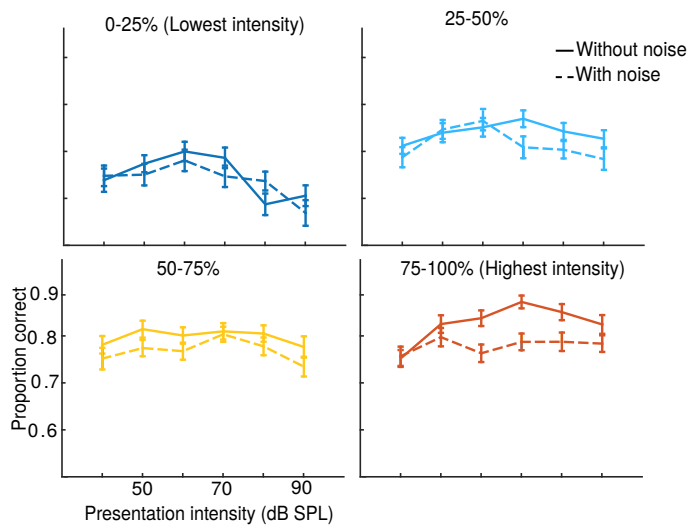 0-25% (Lowest intensity)
25-50%
Without noise
With noise
50-75%
75-100% (Highest intensity)
Proportion correct
0.9
0.8
0.7
0.6
50
70
90
Presentation intensity (dB SPL)